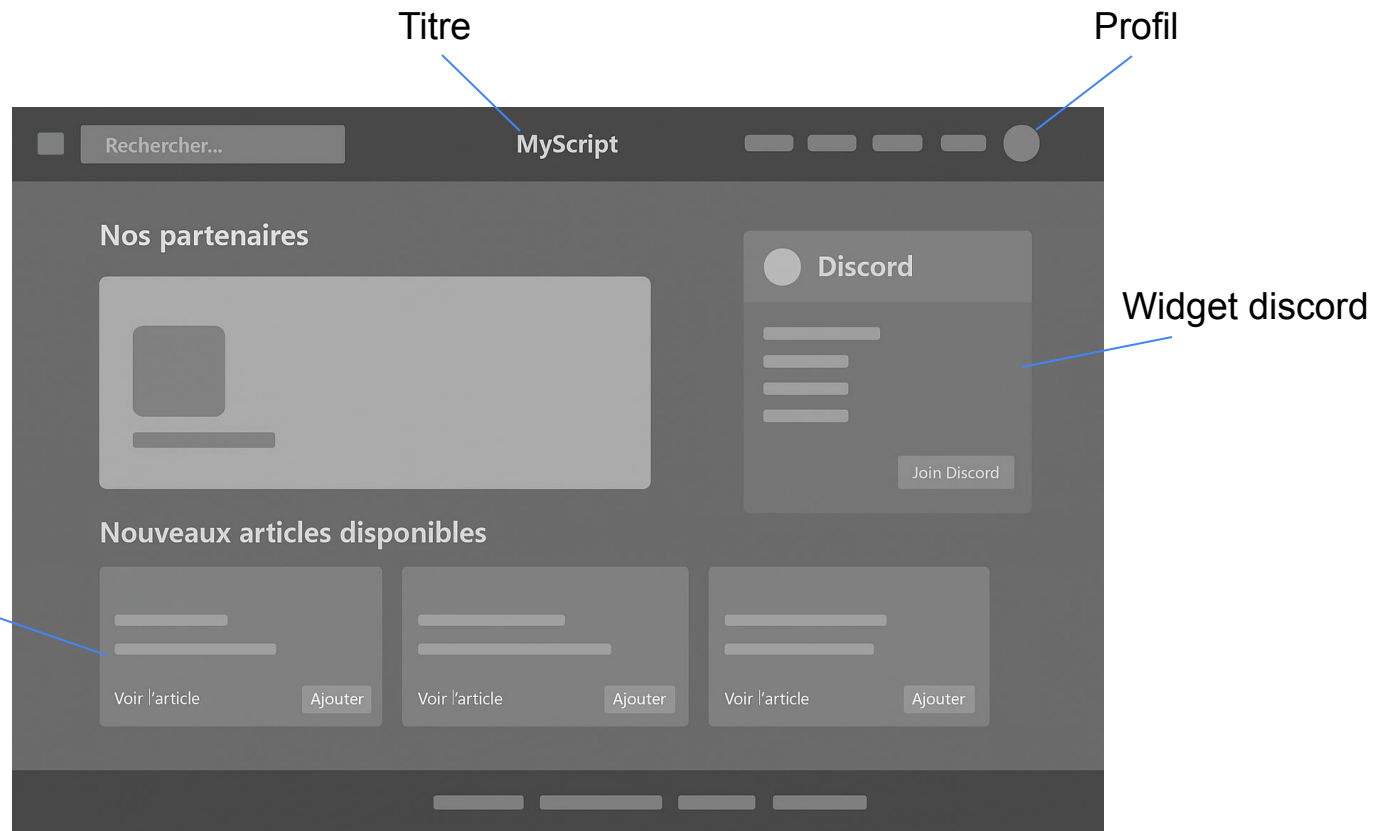 Titre
Profil
Rechercher...
MyScript
Nos partenaires
Discord
Widget discord
Join Discord
Nouveaux articles disponibles
Voir l'article
Ajouter
Voir l'article
Ajouter
Voir l'article
Ajouter